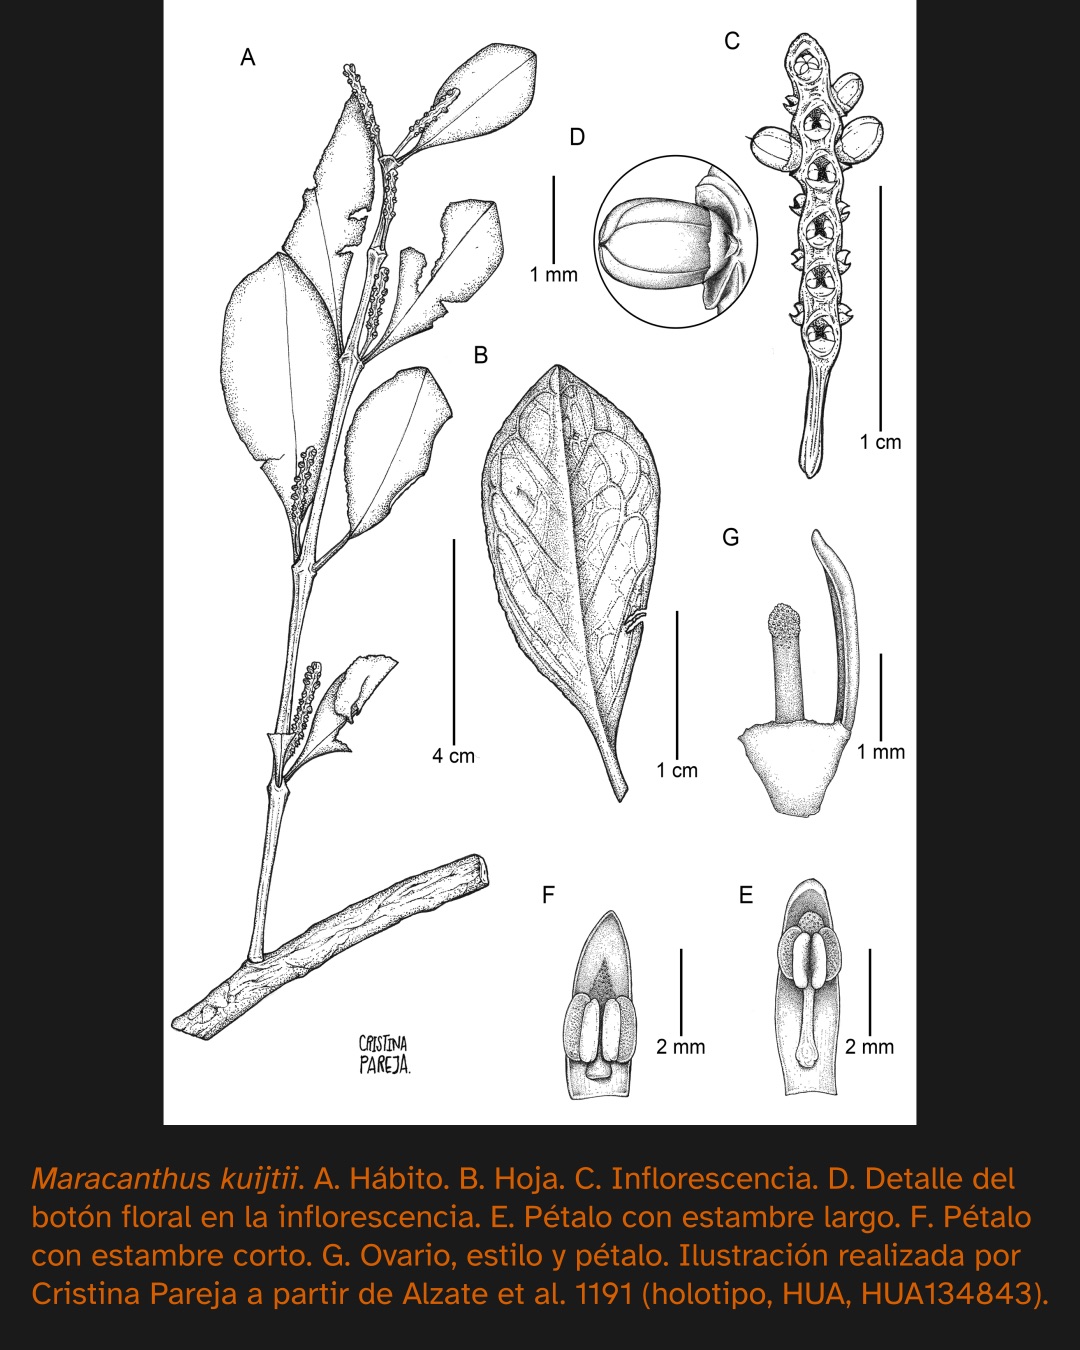 A
C
D
1 mm
B
1 cm
G
4 cm
1 cm
1 mm
F
E
2 mm
2 mm
CRISTINA
PAREJA.
Maracanthus kuijtii. A. Hábito. B. Hoja. C. Inflorescencia. D. Detalle del
botón floral en la inflorescencia. E. Pétalo con estambre largo. F. Pétalo
con estambre corto. G. Ovario, estilo y pétalo. Ilustración realizada por
Cristina Pareja a partir de Alzate et al. 1191 (holotipo, HUA, HUA134843).